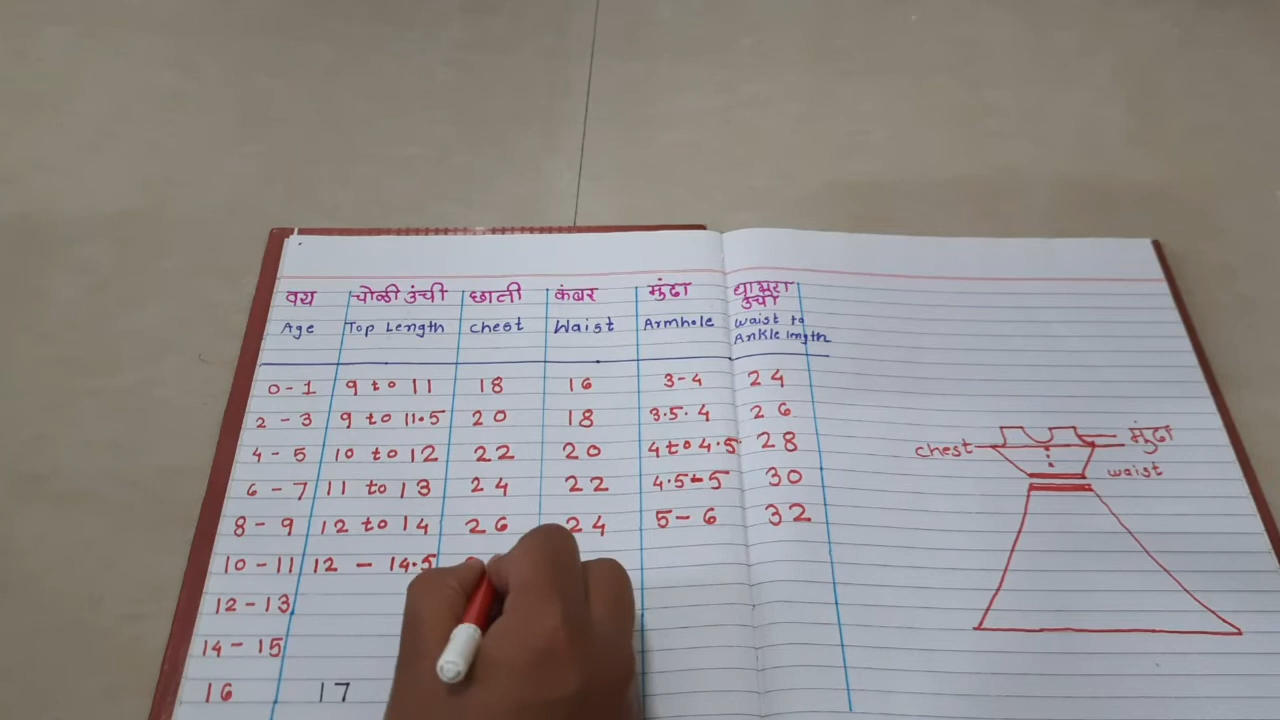 वय चोळी उंची छाती कंबर मुंढा घागरा उंची
Age Top Length chest Waist Armhole waist to Ankle length
0-1 9 to 11 18 16 3-4 24
2-3 9 to 11.5 20 18 3.5.4 26
4-5 10 to 12 22 20 4 to 4.5 28
6-7 11 to 13 24 22 4.5-5 30
8-9 12 to 14 26 24 5-6 32
10-11 12-14.5
12-13
14-15
16 17
chest मुंढा
waist